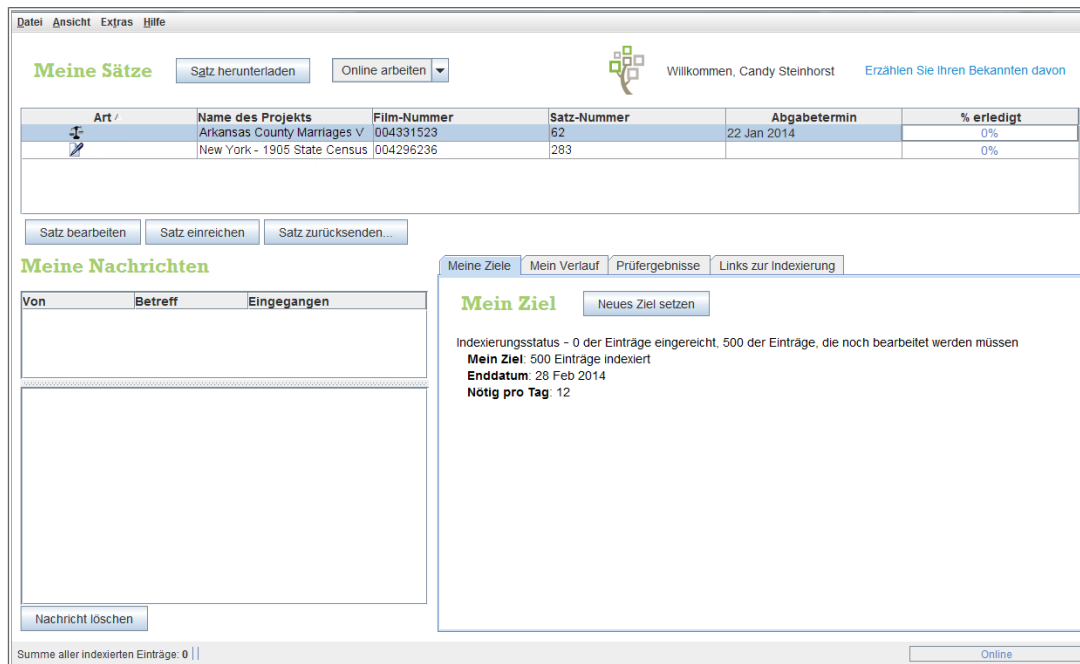 Datei Ansicht Extras Hilfe
Meine Sätze
Satz herunterladen
Online arbeiten
Willkommen, Candy Steinhorst
Erzählen Sie Ihren Bekannten davon
Art Name des Projekts Film-Nummer Satz-Nummer Abgabetermin % erledigt
Arkansas County Marriages V 004331523 62 22 Jan 2014 0%
New York - 1905 State Census 004296236 283 0%
Satz bearbeiten Satz einreichen Satz zurücksenden...
Meine Nachrichten
Von Betreff Eingegangen
Nachricht löschen
Meine Ziele Mein Verlauf Prüfergebnisse Links zur Indexierung
Mein Ziel
Neues Ziel setzen
Indexierungsstatus - 0 der Einträge eingereicht, 500 der Einträge, die noch bearbeitet werden müssen
Mein Ziel: 500 Einträge indexiert
Enddatum: 28 Feb 2014
Nötig pro Tag: 12
Summe aller indexierten Einträge: 0
Online